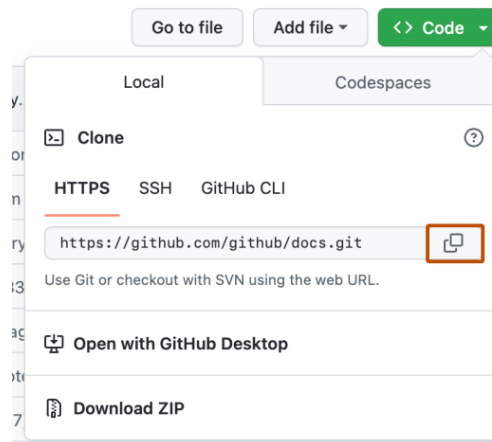 Go to file Add file <> Code
Local Codespaces
Clone
HTTPS SSH GitHub CLI
https://github.com/github/docs.git
Use Git or checkout with SVN using the web URL.
Open with GitHub Desktop
Download ZIP